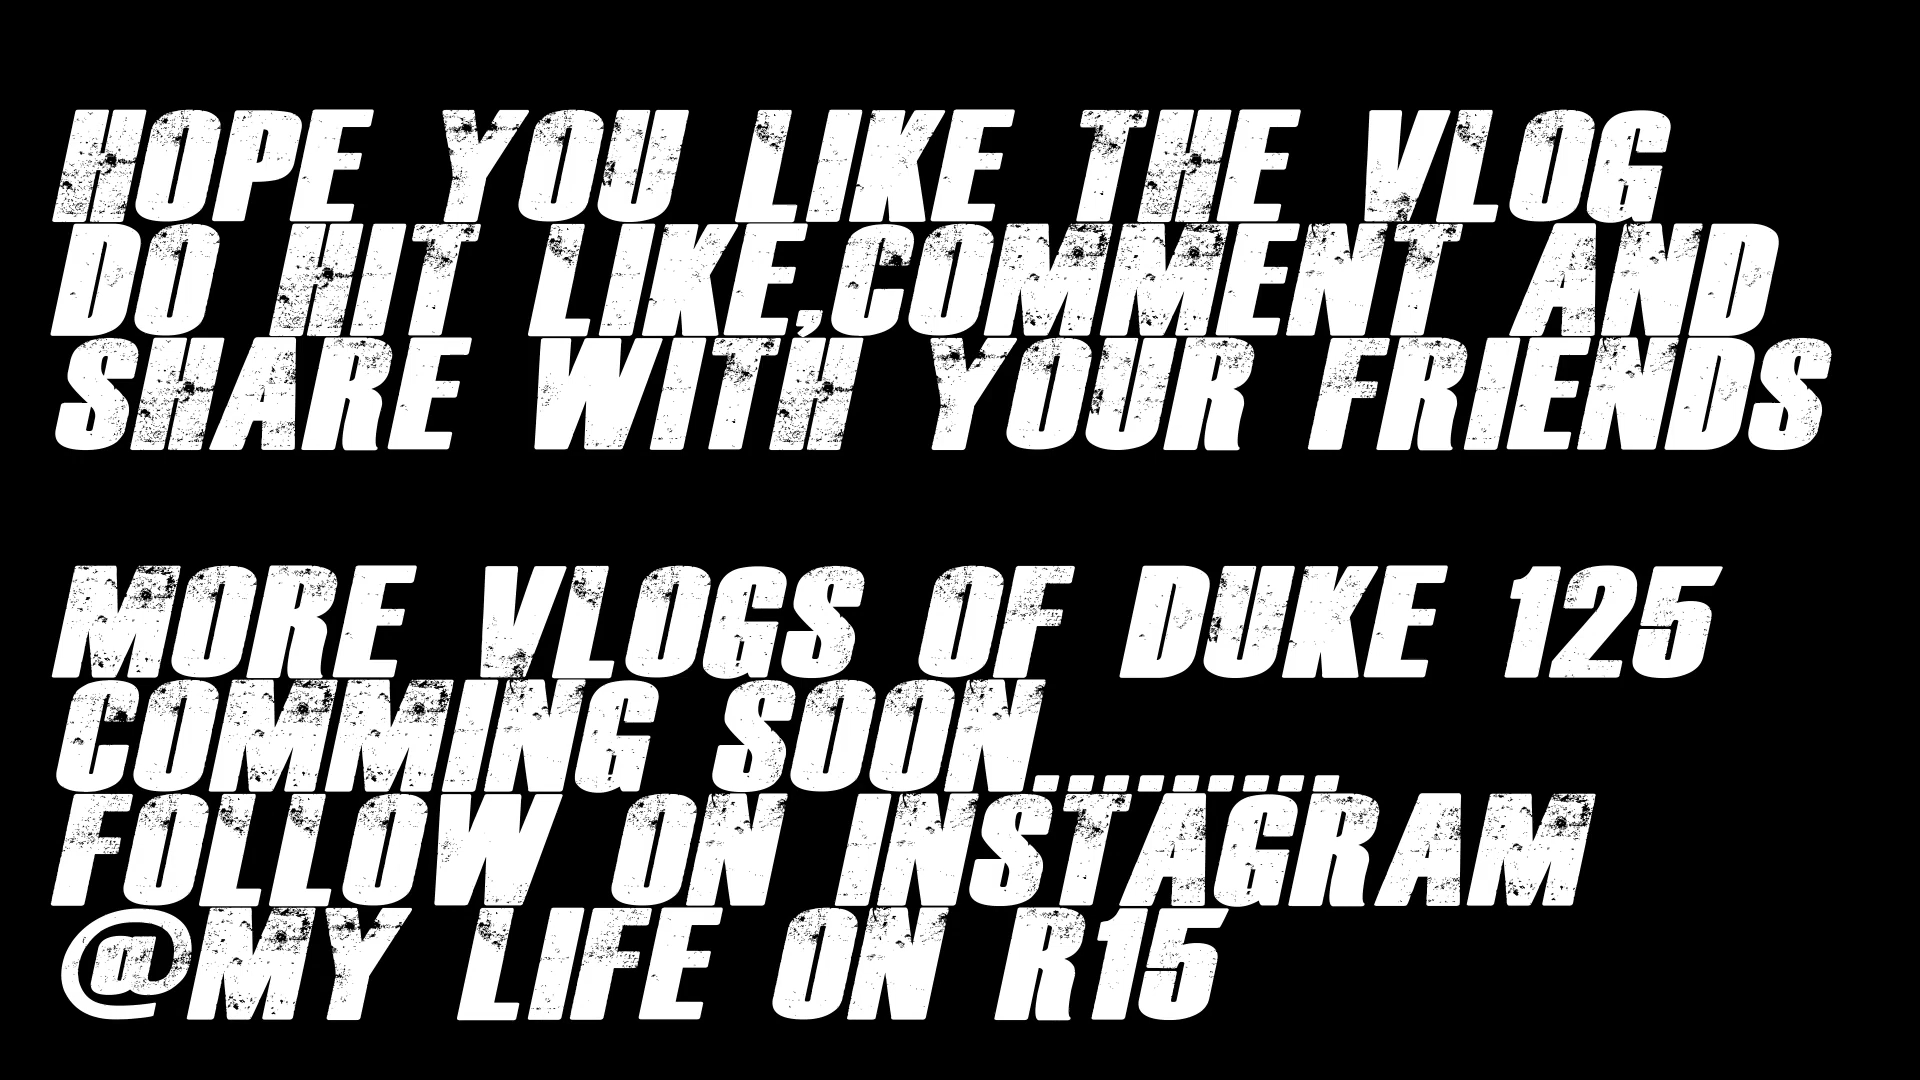 HOPE YOU LIKE THE VLOG
DO HIT LIKE,COMMENT AND
SHARE WITH YOUR FRIENDS
MORE VLOGS OF DUKE 125
COMMING SOON.........
FOLLOW ON INSTAGRAM
@MY LIFE ON R15